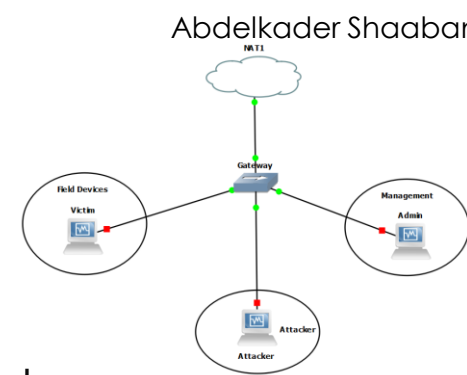 Abdelkader Shaaban
NAT1
Gateway
Field Devices
Victim
Management
Admin
Attacker
Attacker